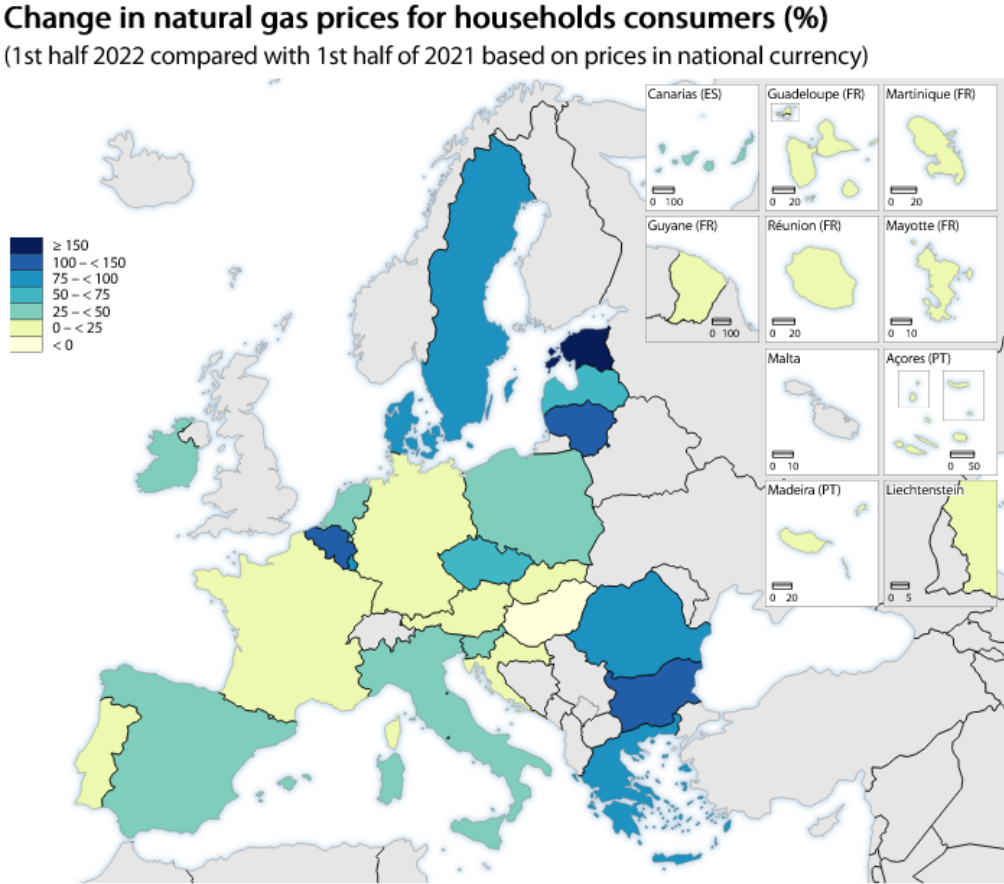 Change in natural gas prices for households consumers (%)
(1st half 2022 compared with 1st half of 2021 based on prices in national currency)
≥ 150
100 – < 150
75 – < 100
50 – < 75
25 – < 50
0 – < 25
< 0
Canarias (ES)
0 100
Guadeloupe (FR)
0 20
Martinique (FR)
0 20
Guyane (FR)
0 100
Réunion (FR)
0 20
Mayotte (FR)
0 10
Malta
0 10
Açores (PT)
0 50
Madeira (PT)
0 20
Liechtenstein
0 5